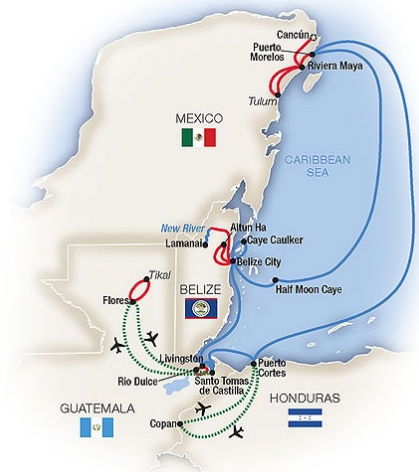 Cancún
Puerto
Morelos
Riviera Maya
Tulum
MEXICO
CARIBBEAN
SEA
New River
Altun Ha
Lamanai
Caye Caulker
Belize City
Tikal
BELIZE
Half Moon Caye
Flores
Livingston
Rio Dulce
Santo Tomas
de Castilla
Puerto
Cortes
GUATEMALA
HONDURAS
Copan